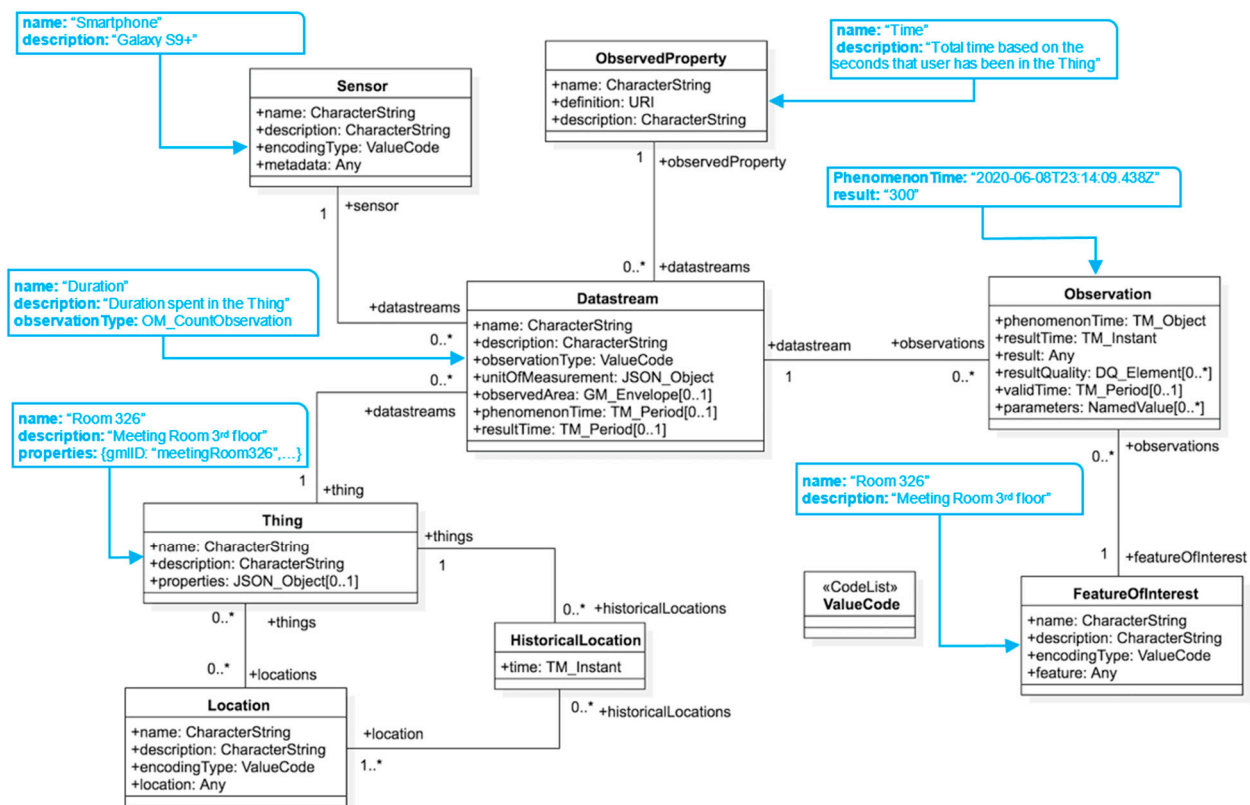 name: “Smartphone”
description: “Galaxy S9+”
name: “Time”
description: “Total time based on the
seconds that user has been in the Thing”
Sensor
+name: CharacterString
+description: CharacterString
+encodingType: ValueCode
+metadata: Any
ObservedProperty
+name: CharacterString
+definition: URI
+description: CharacterString
1
+observedProperty
1
+sensor
PhenomenonTime: “2020-06-08T23:14:09.438Z”
result: “300”
name: “Duration”
description: “Duration spent in the Thing”
observationType: OM_CountObservation
0..*
+datastreams
+datastreams
0..*
Datastream
+name: CharacterString
+description: CharacterString
+observationType: ValueCode
+unitOfMeasurement: JSON_Object
+observedArea: GM_Envelope[0..1]
+phenomenonTime: TM_Period[0..1]
+resultTime: TM_Period[0..1]
+datastream
1
+observations
0..*
Observation
+phenomenonTime: TM_Object
+resultTime: TM_Instant
+result: Any
+resultQuality: DQ_Element[0..*]
+validTime: TM_Period[0..1]
+parameters: NamedValue[0..*]
0..*
+datastreams
name: “Room 326”
description: “Meeting Room 3rd floor”
properties: {gmlID: “meetingRoom326”,...}
1
+thing
+observations
0..*
name: “Room 326”
description: “Meeting Room 3rd floor”
Thing
+name: CharacterString
+description: CharacterString
+properties: JSON_Object[0..1]
+things
1
1
+featureOfInterest
«CodeList»
ValueCode
FeatureOfInterest
+name: CharacterString
+description: CharacterString
+encodingType: ValueCode
+feature: Any
0..*
+things
0..*
+historicalLocations
HistoricalLocation
+time: TM_Instant
0..*
+locations
0..*
+historicalLocations
Location
+name: CharacterString
+description: CharacterString
+encodingType: ValueCode
+location: Any
+location
1..*